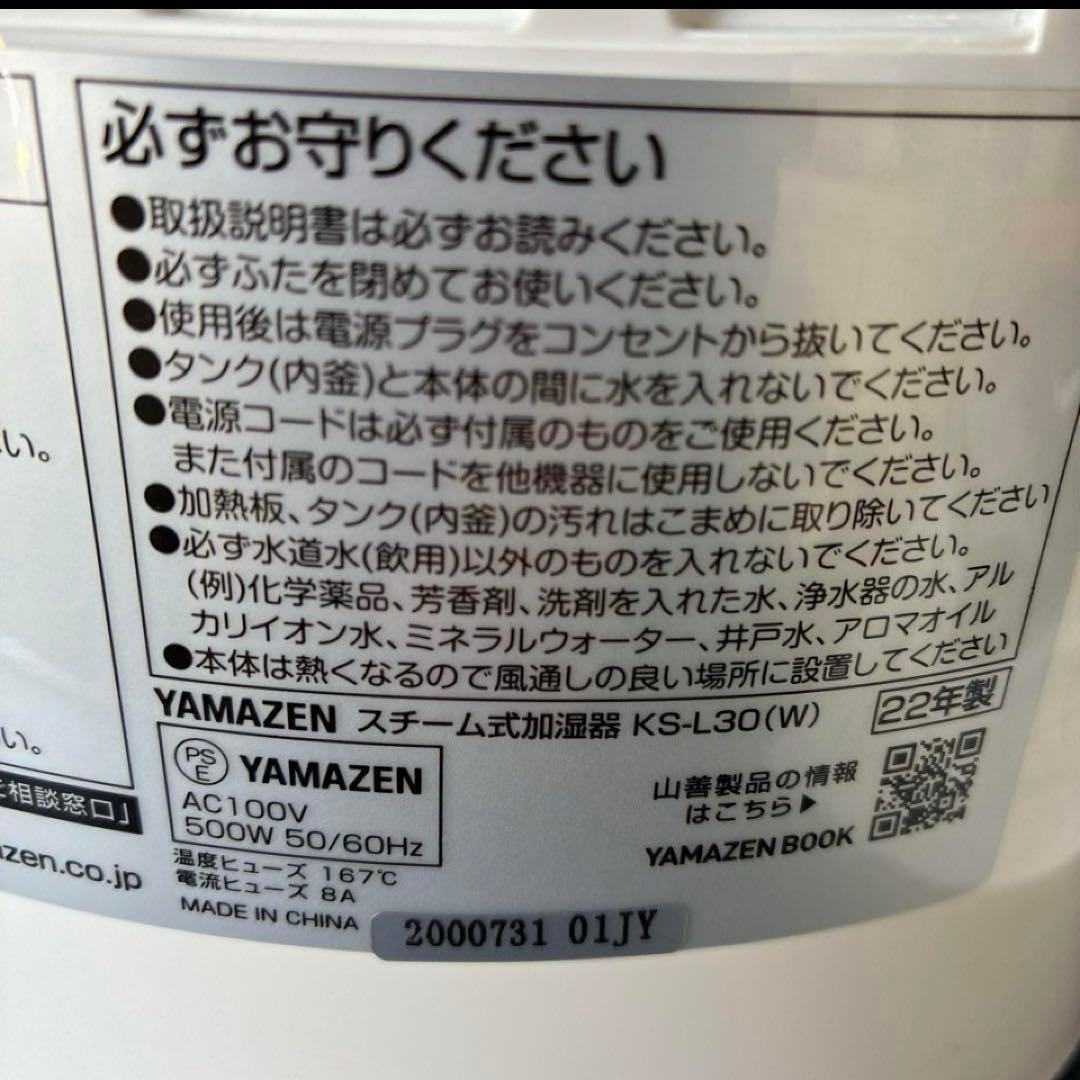 必ずお守りください
●取扱説明書は必ずお読みください。
●必ずふたを閉めてお使いください。
●使用後は電源プラグをコンセントから抜いてください。
●タンク(内釜)と本体の間に水を入れないでください。
●電源コードは必ず付属のものをご使用ください。
また付属のコードを他機器に使用しないでください。
●加熱板、タンク(内釜)の汚れはこまめに取り除いてください
●必ず水道水(飲用)以外のものを入れないでください。
(例)化学薬品、芳香剤、洗剤を入れた水、浄水器の水、アル
カリイオン水、ミネラルウォーター、井戸水、アロマオイル
●本体は熱くなるので風通しの良い場所に設置してください
YAMAZEN スチーム式加湿器 KS-L30(W) 22年製
PSE YAMAZEN
AC100V
500W 50/60Hz
温度ヒューズ 167℃
電流ヒューズ 8A
MADE IN CHINA
2000731 01JY
山善製品の情報
はこちら▶
YAMAZEN BOOK
い。
い。
ご相談窓口」
azen.co.jp